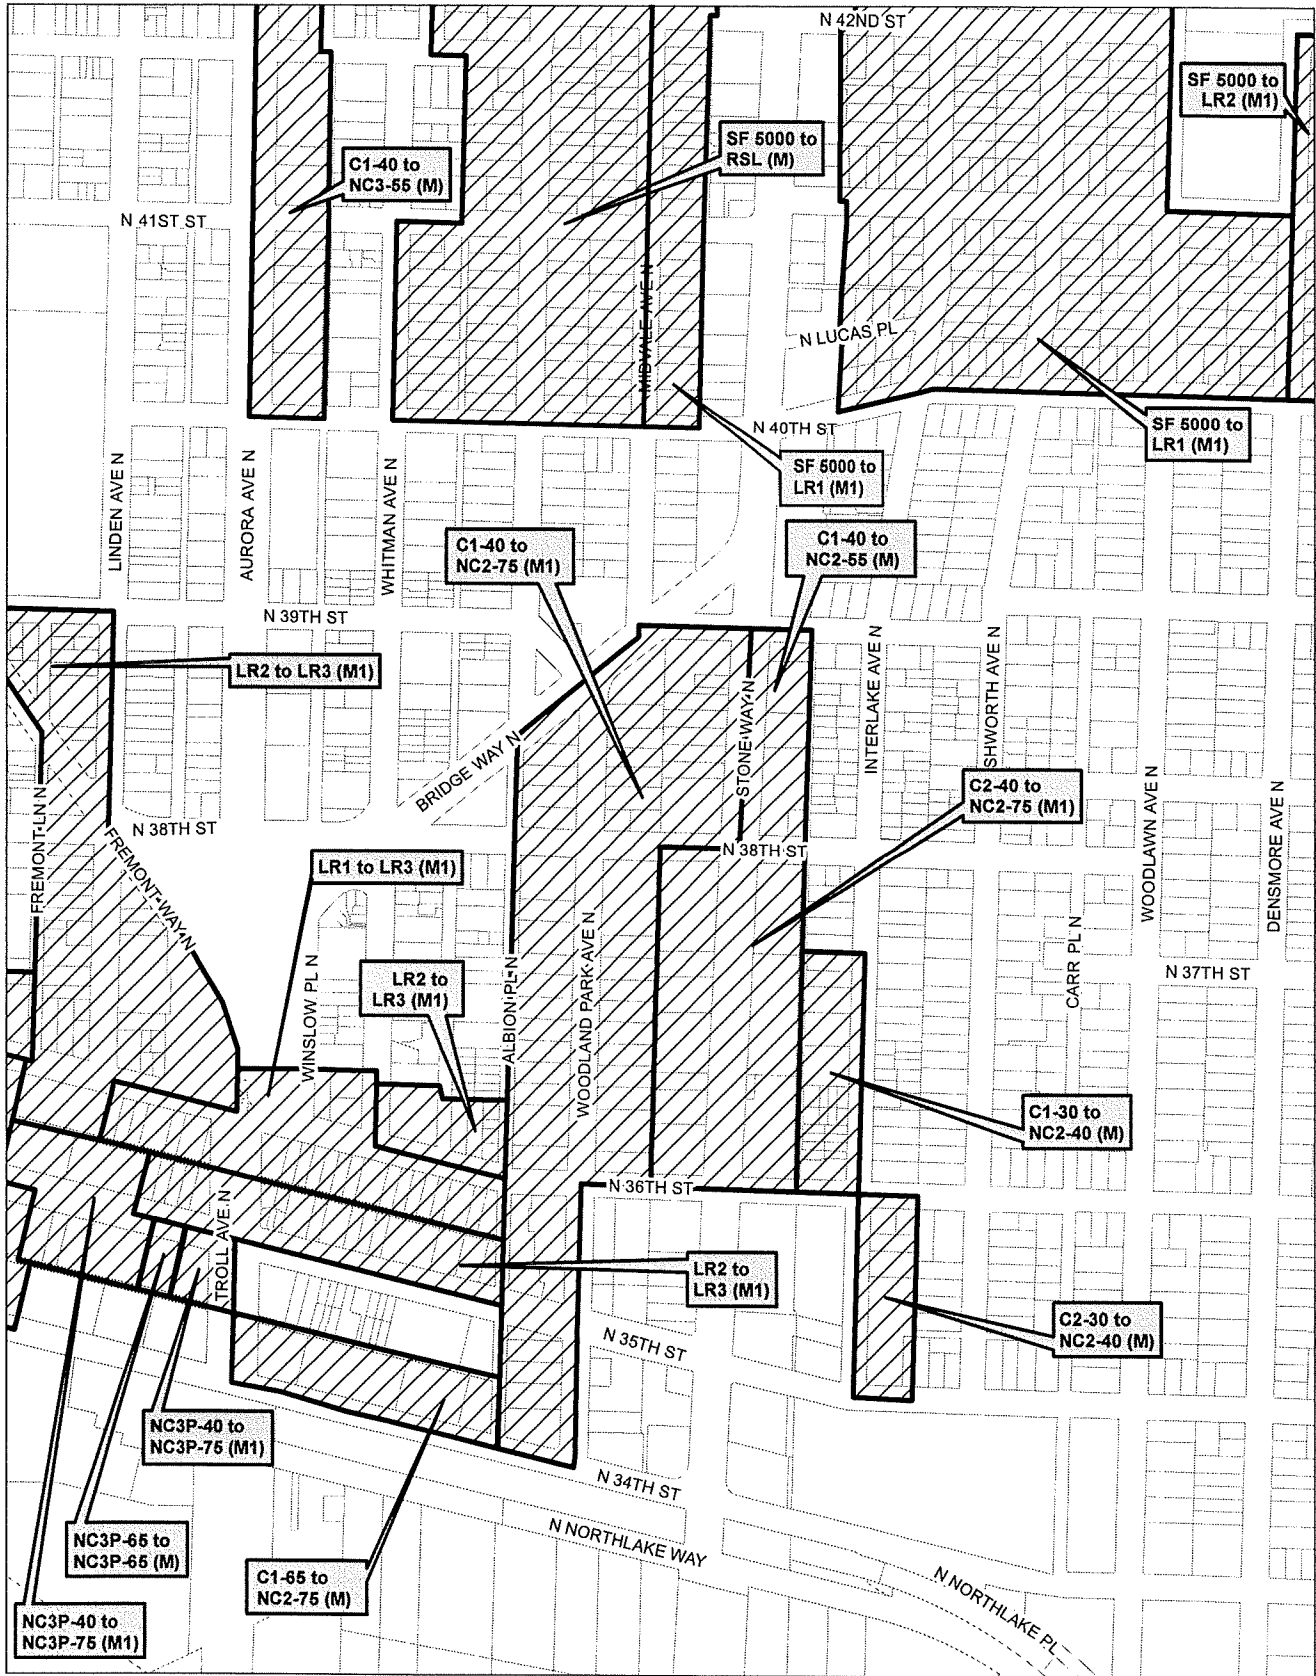 N 42ND ST
SF 5000 to
LR2 (M1)
SF 5000 to
RSL (M)
C1-40 to
NC3-55 (M)
N 41ST ST
MIDVALE AVE N
N LUCAS PL
SF 5000 to
LR1 (M1)
N 40TH ST
SF 5000 to
LR1 (M1)
LINDEN AVE N
AURORA AVE N
WHITMAN AVE N
C1-40 to
NC2-75 (M1)
C1-40 to
NC2-55 (M)
N 39TH ST
LR2 to LR3 (M1)
INTERLAKE AVE N
SHWORTH AVE N
STONE WAY N
BRIDGE WAY N
C2-40 to
NC2-75 (M1)
WOODLAWN AVE N
DENSMORE AVE N
N 38TH ST
FREMONT LN N
FREMONT WAY N
N 38TH ST
LR1 to LR3 (M1)
WINSLOW PL N
LR2 to
LR3 (M1)
ALBION PL N
WOODLAND PARK AVE N
CARR PL N
N 37TH ST
C1-30 to
NC2-40 (M)
N 36TH ST
TROLL AVE N
LR2 to
LR3 (M1)
C2-30 to
NC2-40 (M)
N 35TH ST
NC3P-40 to
NC3P-75 (M1)
N 34TH ST
N NORTHLAKE WAY
NC3P-65 to
NC3P-65 (M)
C1-65 to
NC2-75 (M)
N NORTHLAKE PL
NC3P-40 to
NC3P-75 (M1)